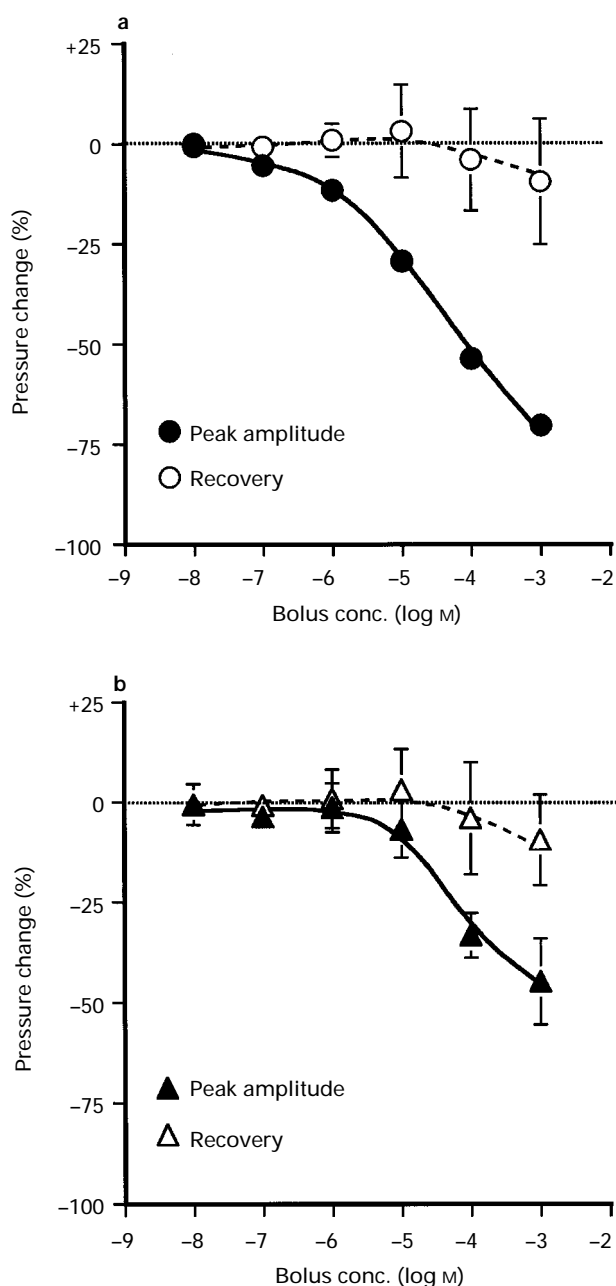 a
+25
0
−25
−50
−75
−100
Pressure change (%)
Peak amplitude
Recovery
−9 −8 −7 −6 −5 −4 −3 −2
Bolus conc. (log M)
b
+25
0
−25
−50
−75
−100
Pressure change (%)
Peak amplitude
Recovery
−9 −8 −7 −6 −5 −4 −3 −2
Bolus conc. (log M)